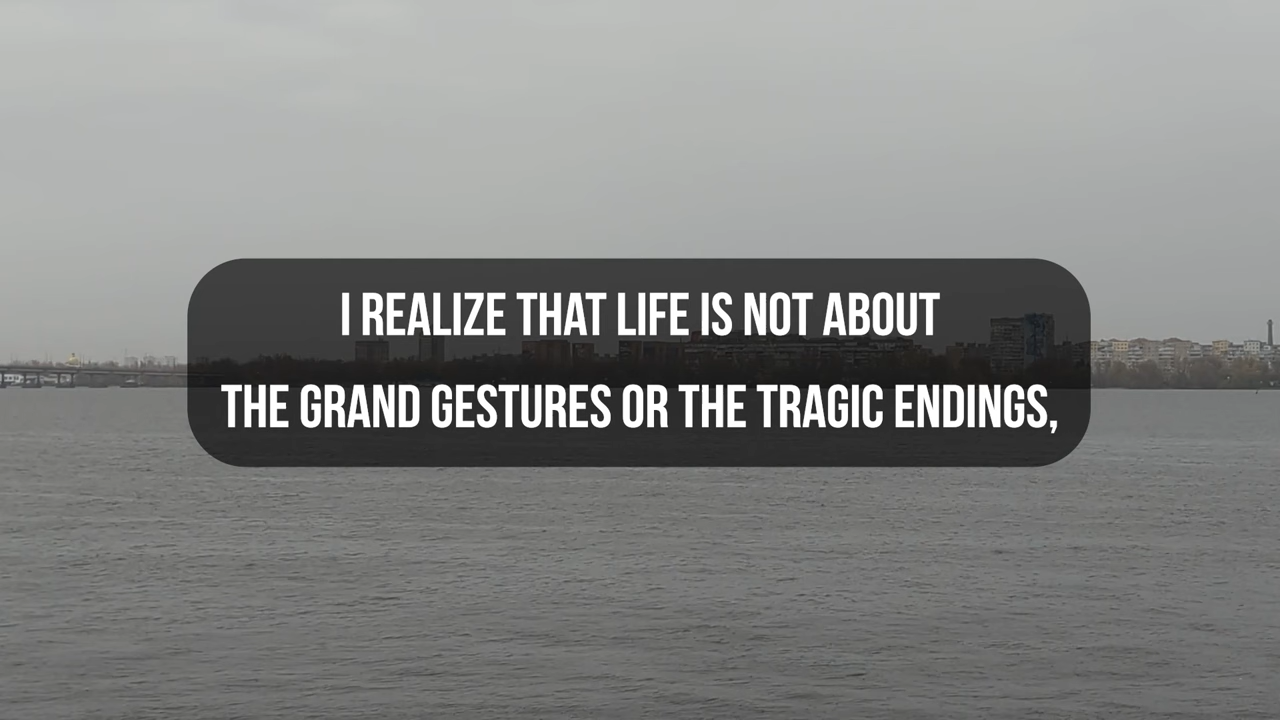 I REALIZE THAT LIFE IS NOT ABOUT
THE GRAND GESTURES OR THE TRAGIC ENDINGS,